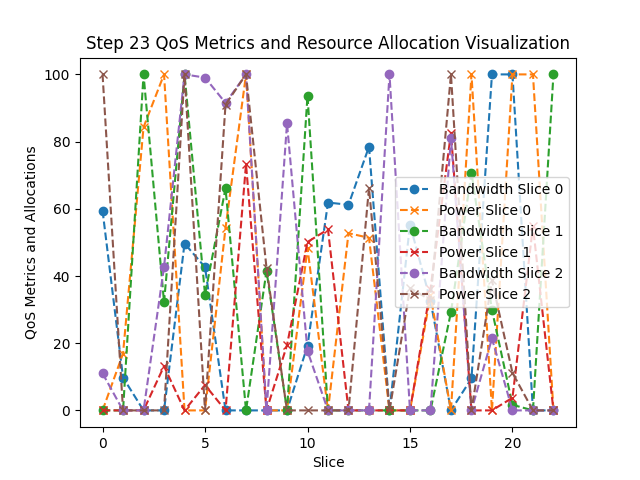 Step 23 QoS Metrics and Resource Allocation Visualization
100
80
60
40
20
0
QoS Metrics and Allocations
Bandwidth Slice 0
Power Slice 0
Bandwidth Slice 1
Power Slice 1
Bandwidth Slice 2
Power Slice 2
0
5
10
15
20
Slice